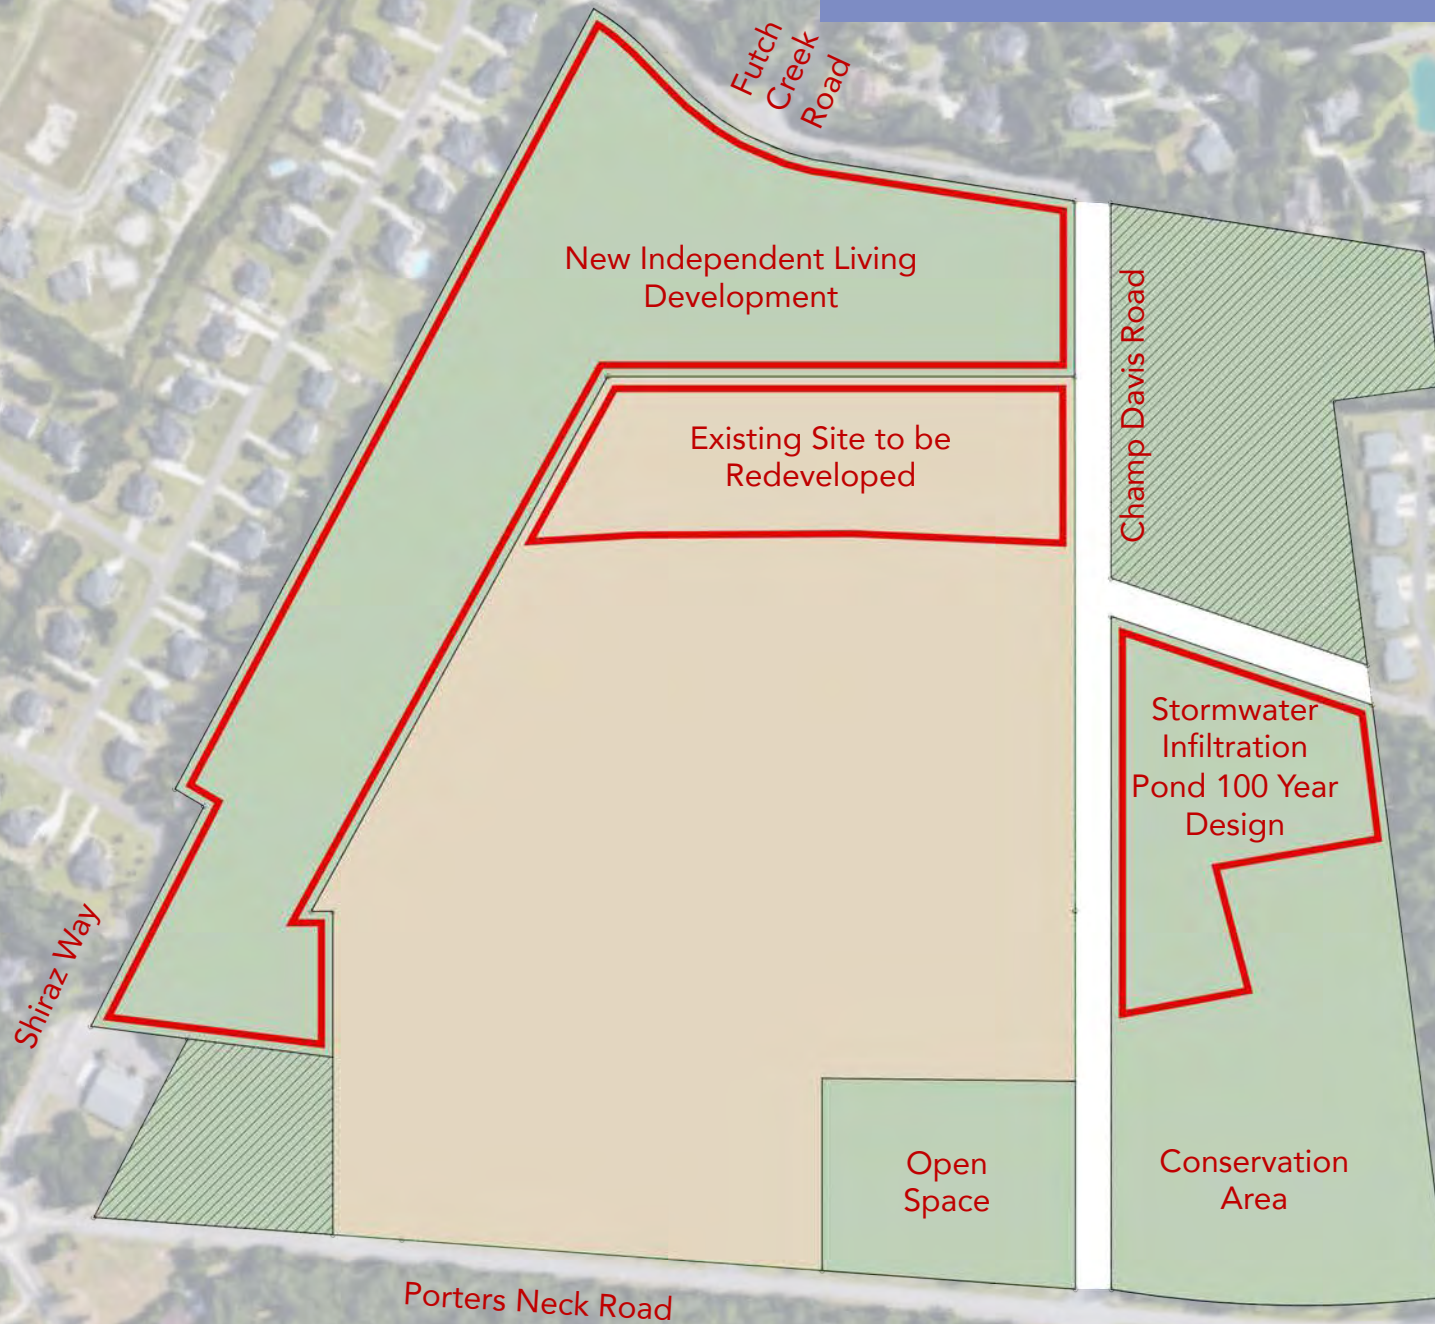 Futch
Creek
Road
New Independent Living
Development
Champ Davis Road
Existing Site to be
Redeveloped
Stormwater
Infiltration
Pond 100 Year
Design
Shiraz Way
Open
Space
Conservation
Area
Porters Neck Road